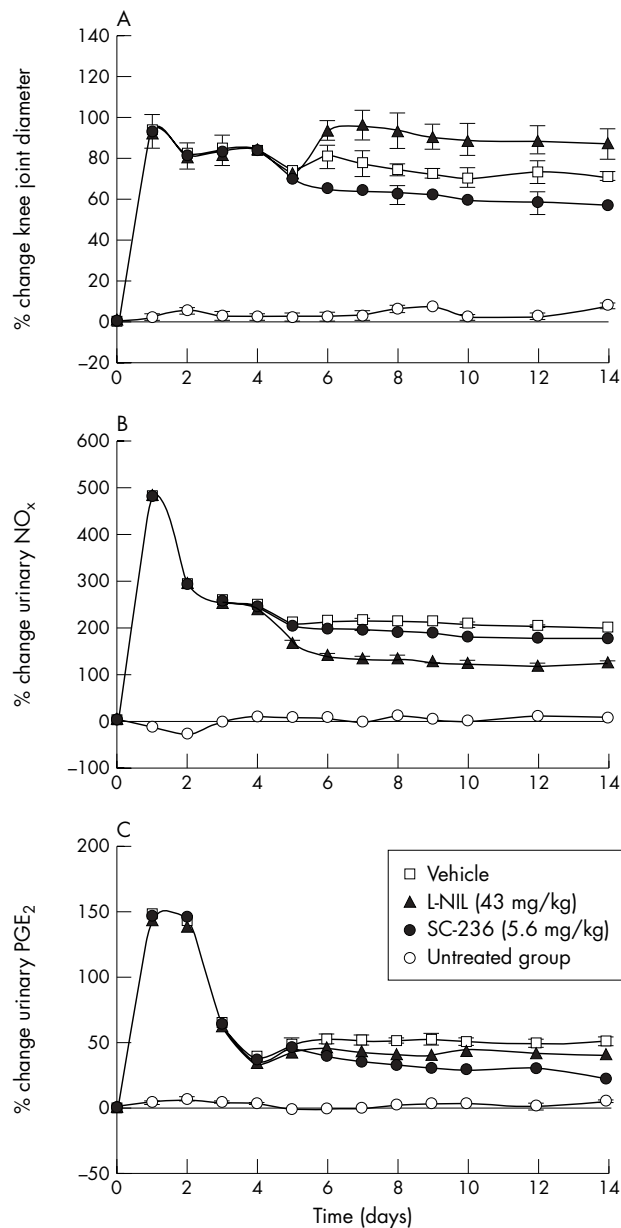 A
% change knee joint diameter
140
120
100
80
60
40
20
0
–20
0 2 4 6 8 10 12 14
B
% change urinary NOx
600
500
400
300
200
100
0
–100
0 2 4 6 8 10 12 14
C
% change urinary PGE2
200
150
100
50
0
–50
Vehicle
L-NIL (43 mg/kg)
SC-236 (5.6 mg/kg)
Untreated group
0 2 4 6 8 10 12 14
Time (days)